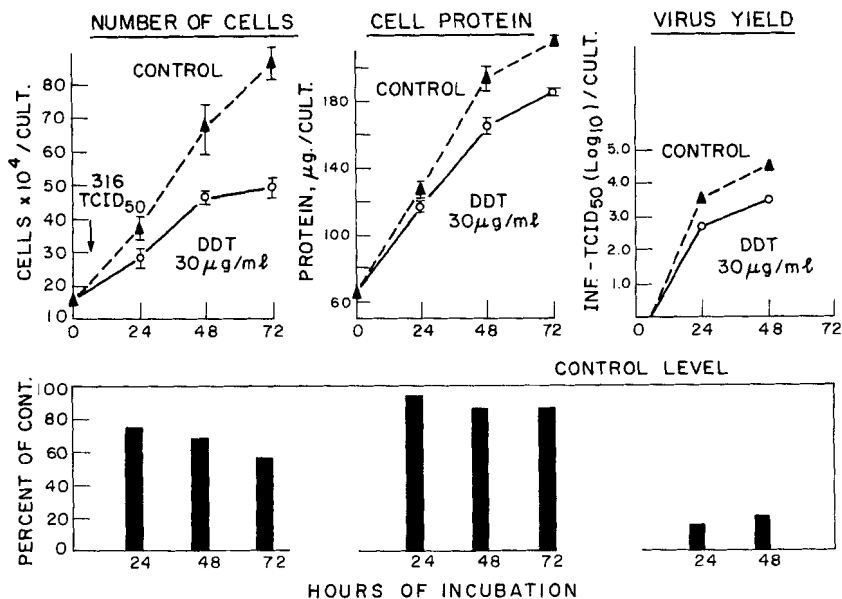 NUMBER OF CELLS
CELLS x10⁴ / CULT.
80
60
50
40
30
20
10
0
24
48
72
CONTROL
316
TCID50
DDT
30µg/mℓ
CELL PROTEIN
PROTEIN, µg./CULT.
180
140
100
60
0
24
48
72
CONTROL
DDT
30µg/mℓ
VIRUS YIELD
INF.-TCID50 (Log10) / CULT.
5.0
4.0
3.0
2.0
1.0
0
24
48
72
CONTROL
DDT
30µg/mℓ
CONTROL LEVEL
PERCENT OF CONT.
100
80
60
40
20
0
24
48
72
24
48
72
24
48
HOURS OF INCUBATION